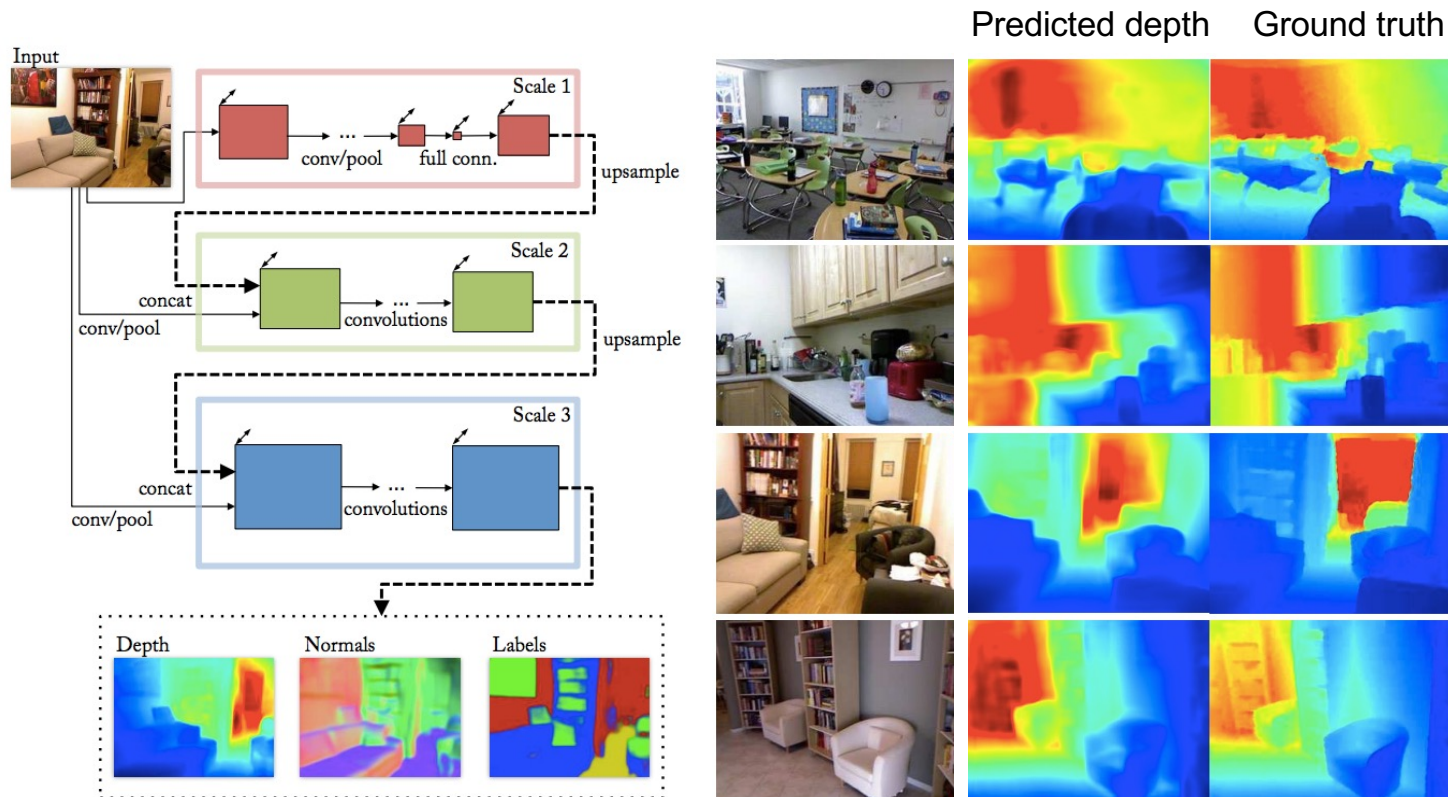 Predicted depth
Ground truth
Input
Scale 1
...
conv/pool
full conn.
upsample
Scale 2
concat
...
conv/pool
convolutions
upsample
Scale 3
concat
...
conv/pool
convolutions
Depth
Normals
Labels